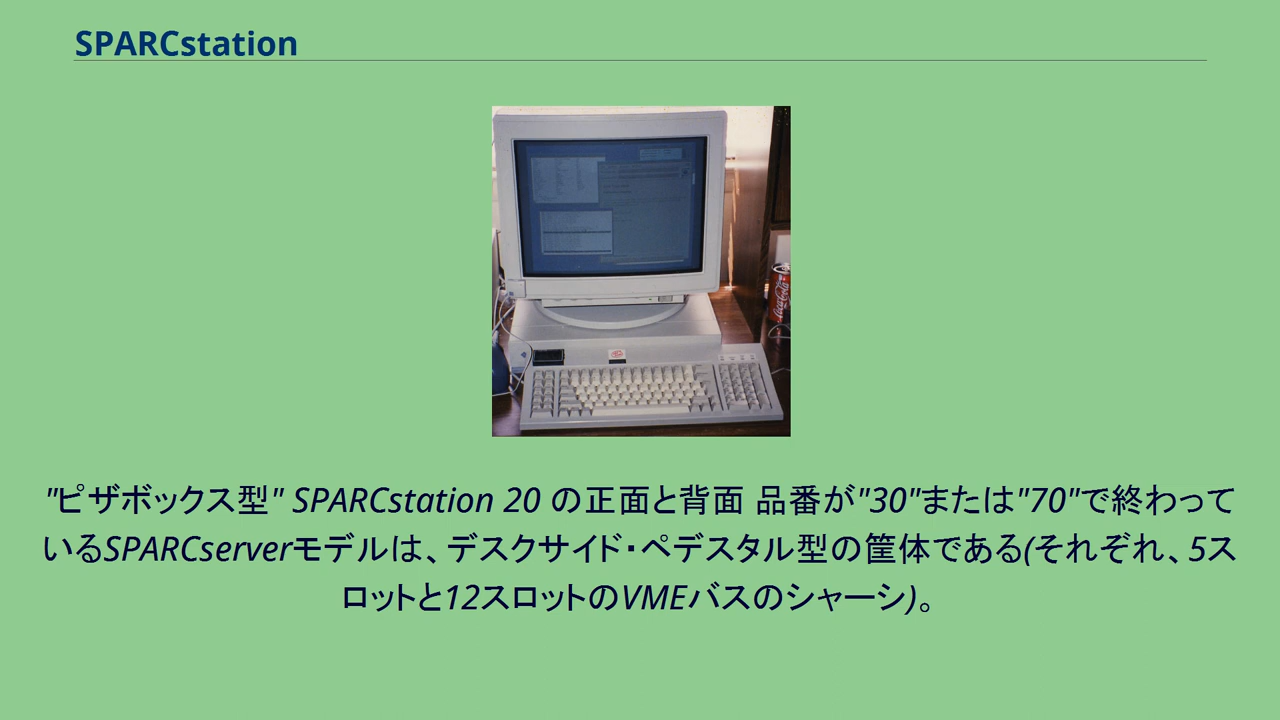 SPARCstation
Coca-Cola
"ピザボックス型" SPARCstation 20 の正面と背面 品番が"30"または"70"で終わって
いるSPARCserverモデルは、デスクサイド・ペデスタル型の筐体である(それぞれ、5ス
ロットと12スロットのVMEバスのシャーシ)。